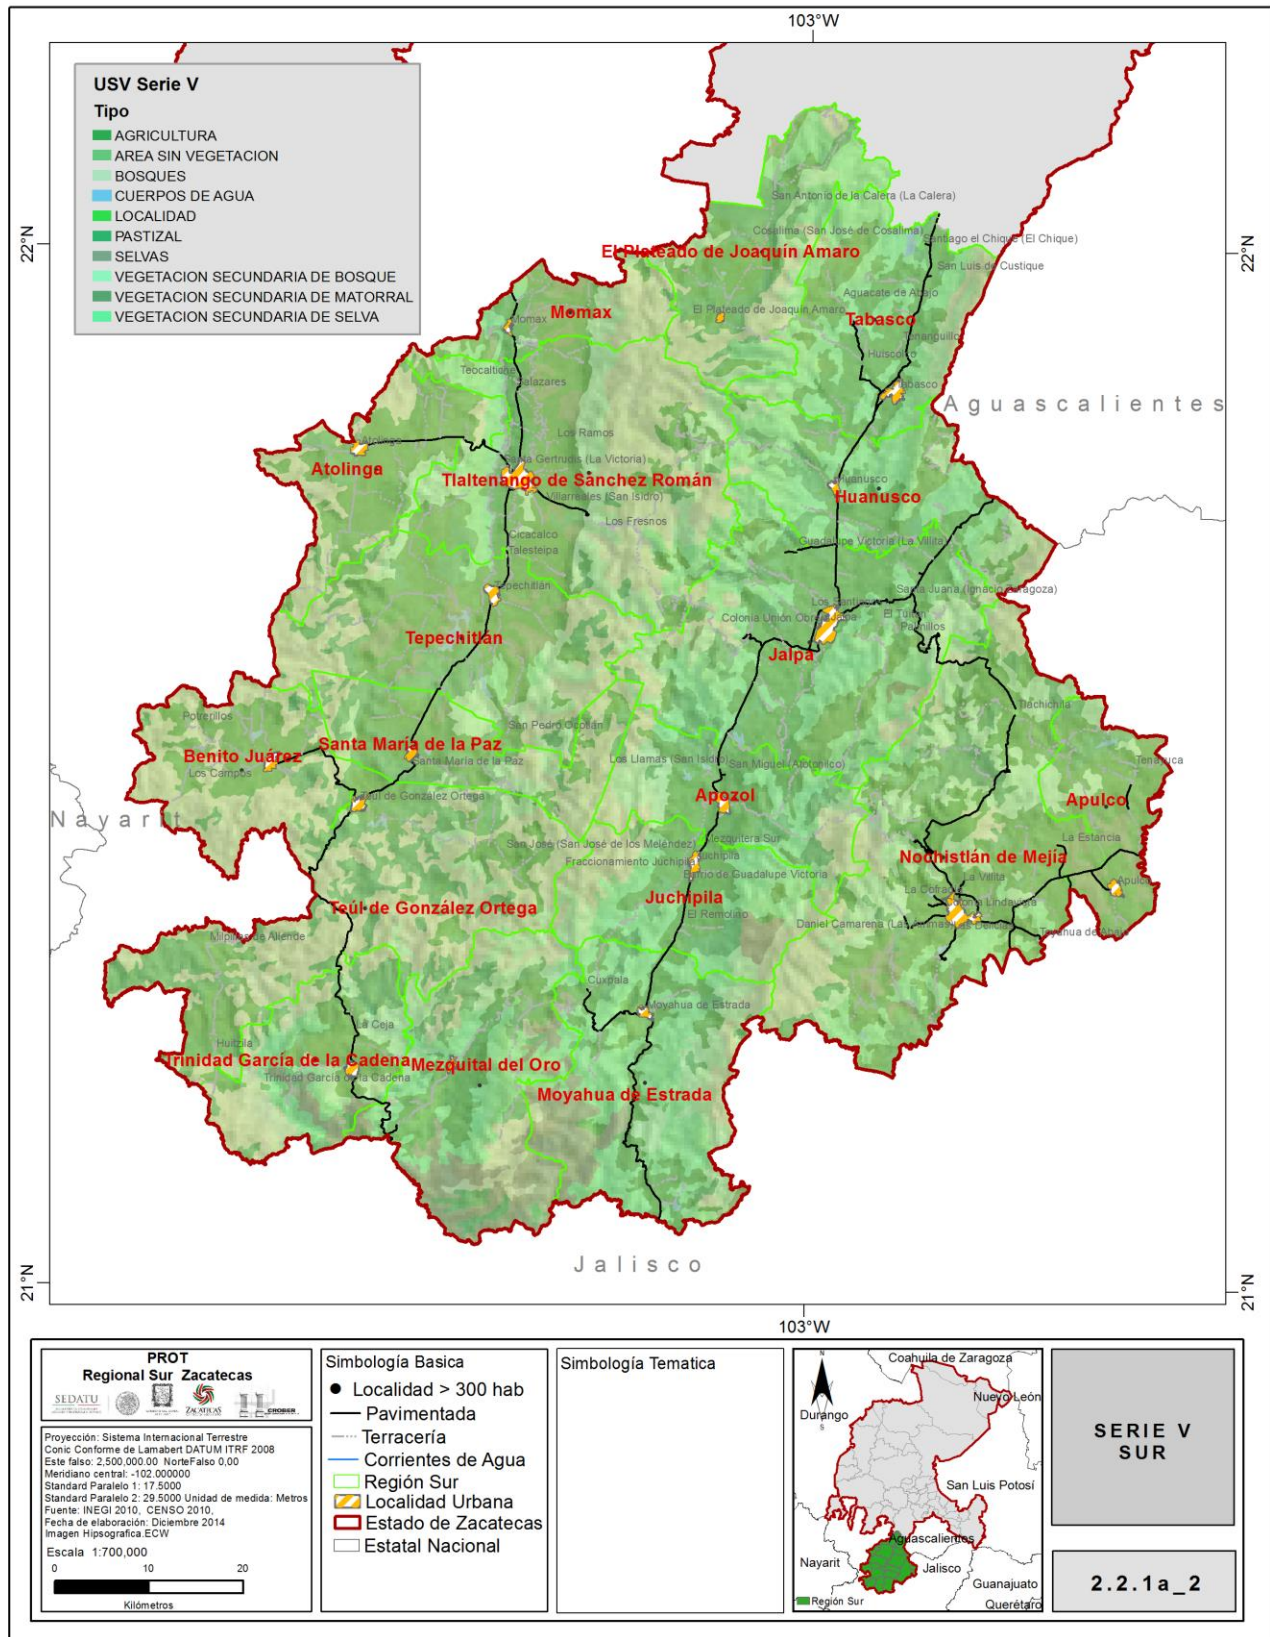 103°W
USV Serie V
Tipo
AGRICULTURA
AREA SIN VEGETACION
BOSQUES
CUERPOS DE AGUA
LOCALIDAD
PASTIZAL
SELVAS
VEGETACION SECUNDARIA DE BOSQUE
VEGETACION SECUNDARIA DE MATORRAL
VEGETACION SECUNDARIA DE SELVA
22°N
22°N
San Antonio de la Calera (La Calera)
Cosalima (San José de Cosalima)
Santiago el Chique (El Chique)
El Plateado de Joaquín Amaro
San Luis de Custique
Aguacate de Abajo
Momax
Momax
El Plateado de Joaquín Amaro
Tabasco
Tenanguillo
Huiscolco
Teocaltiche
Salazares
Tabasco
Aguascalientes
Los Ramos
Atolinga
Atolinga
Santa Gertrudis (La Victoria)
Tlaltenango de Sánchez Román
Huanusco
Huanusco
Villarreales (San Isidro)
Los Fresnos
Cicacalco
Talesteipa
Guadalupe Victoria (La Villita)
Tepechitlán
Santa Juana (Ignacio Zaragoza)
Los Santiago
Colonia Unión Obrera
Jalpa
El Tuitán
Palmillos
Tepechitlán
Jalpa
Tlachichila
Potrerillos
San Pedro Ocotlán
Santa María de la Paz
Benito Juárez
Santa María de la Paz
Los Campos
Los Llamas (San Isidro)
San Miguel (Atotonilco)
Tenayuca
Teúl de González Ortega
Apozol
Apulco
Nayarit
La Estancia
San José (San José de los Meléndez)
Mezquitera Sur
Fraccionamiento Juchipila
Juchipila
Nochistlán de Mejía
Barrio de Guadalupe Victoria
La Villita
Apulco
La Cofradía
Juchipila
Colonia Lindavista
Teúl de González Ortega
El Remolino
Daniel Camarena (Las Ánimas)
Las Delicias
Toyahua de Abajo
Milpillas de Allende
Cuxpala
Moyahua de Estrada
La Ceja
Huitzila
Trinidad García de la Cadena
Mezquital del Oro
Trinidad García de la Cadena
Moyahua de Estrada
Jalisco
21°N
21°N
103°W
PROT
Regional Sur Zacatecas
SEDATU
ZACATECAS
CROBER
Proyección: Sistema Internacional Terrestre
Conic Conforme de Lamabert DATUM ITRF 2008
Este falso: 2,500,000.00 NorteFalso 0,00
Meridiano central: -102.000000
Standard Paralelo 1: 17.5000
Standard Paralelo 2: 29.5000 Unidad de medida: Metros
Fuente: INEGI 2010, CENSO 2010,
Fecha de elaboración: Diciembre 2014
Imagen Hipsografica.ECW
Escala 1:700,000
0 10 20
Kilómetros
Simbología Basica
Localidad > 300 hab
Pavimentada
Terracería
Corrientes de Agua
Región Sur
Localidad Urbana
Estado de Zacatecas
Estatal Nacional
Simbología Tematica
Coahuila de Zaragoza
Nuevo León
Durango
San Luis Potosí
Aguascalientes
Nayarit
Jalisco
Guanajuato
Querétaro
Región Sur
SERIE V
SUR
2.2.1a_2